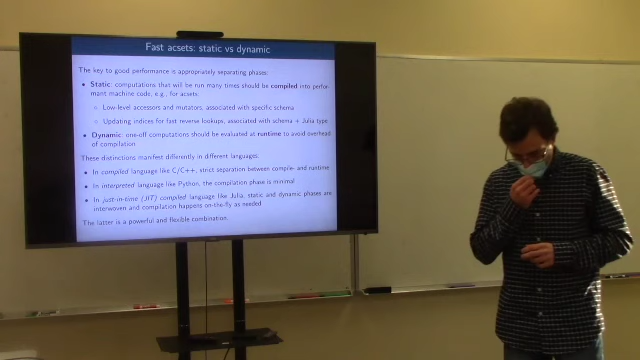 Fast acsets: static vs dynamic
The key to good performance is appropriately separating phases:
• Static: computations that will be run many times should be compiled into perfor-
mant machine code, e.g., for acsets:
○ Low-level accessors and mutators, associated with specific schema
○ Updating indices for fast reverse lookups, associated with schema + Julia type
• Dynamic: one-off computations should be evaluated at runtime to avoid overhead
of compilation
These distinctions manifest differently in different languages:
• In compiled language like C/C++, strict separation between compile- and runtime
• In interpreted language like Python, the compilation phase is minimal
• In just-in-time (JIT) compiled language like Julia, static and dynamic phases are
interwoven and compilation happens on-the-fly as needed
The latter is a powerful and flexible combination.